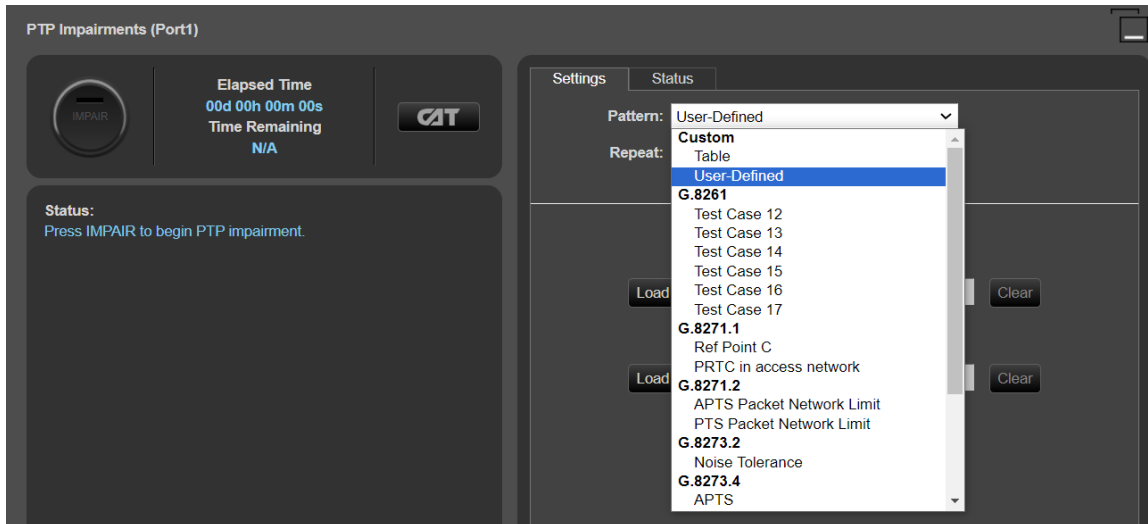 PTP Impairments (Port1)
IMPAIR
Elapsed Time
00d 00h 00m 00s
Time Remaining
N/A
CAT
Status:
Press IMPAIR to begin PTP impairment.
Settings
Status
Pattern:
User-Defined
Repeat:
Custom
Table
User-Defined
G.8261
Test Case 12
Test Case 13
Test Case 14
Test Case 15
Test Case 16
Test Case 17
G.8271.1
Ref Point C
PRTC in access network
G.8271.2
APTS Packet Network Limit
PTS Packet Network Limit
G.8273.2
Noise Tolerance
G.8273.4
APTS
Load
Clear
Load
Clear